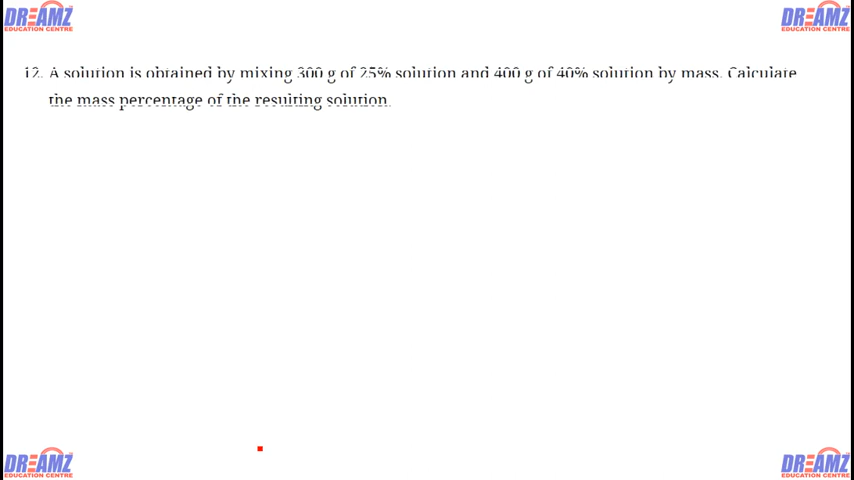 DREAMZ
EDUCATION CENTRE
DREAMZ
EDUCATION CENTRE
12. A solution is obtained by mixing 300 g of 25% solution and 400 g of 40% solution by mass. Calculate
the mass percentage of the resulting solution.
DREAMZ
EDUCATION CENTRE
DREAMZ
EDUCATION CENTRE